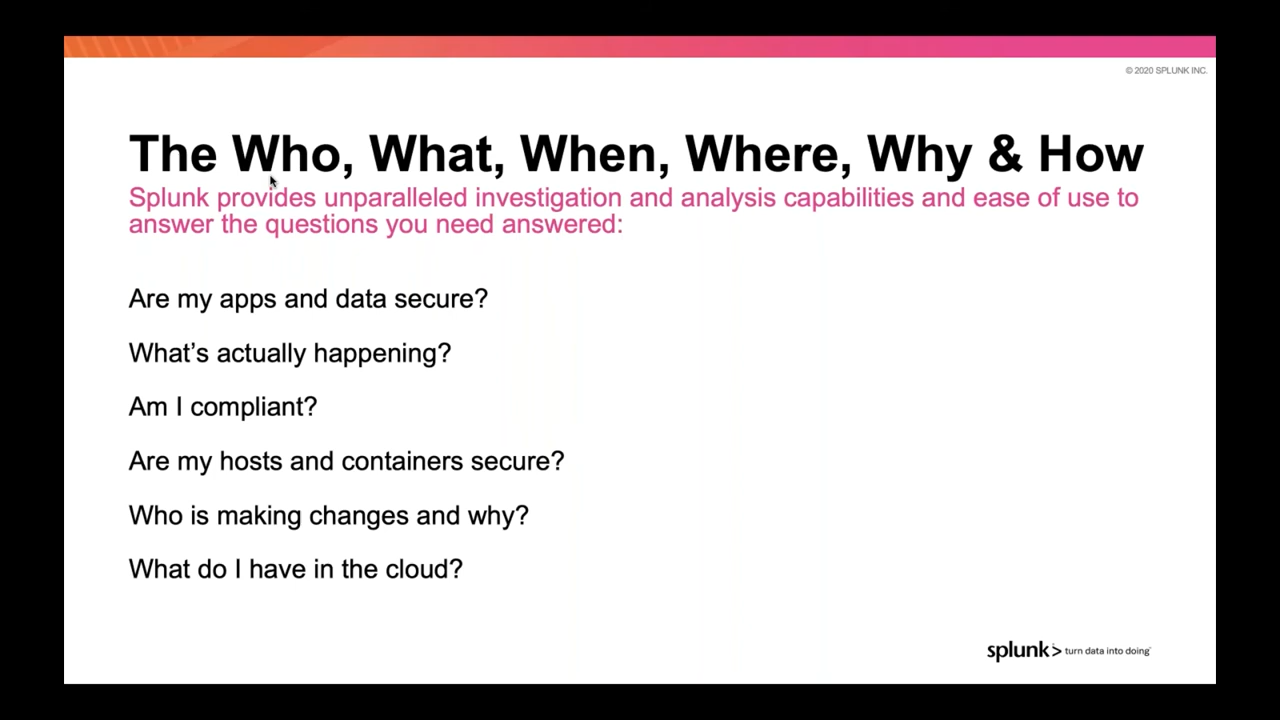 © 2020 SPLUNK INC.
The Who, What, When, Where, Why & How
Splunk provides unparalleled investigation and analysis capabilities and ease of use to
answer the questions you need answered:
Are my apps and data secure?
What’s actually happening?
Am I compliant?
Are my hosts and containers secure?
Who is making changes and why?
What do I have in the cloud?
splunk> turn data into doing™